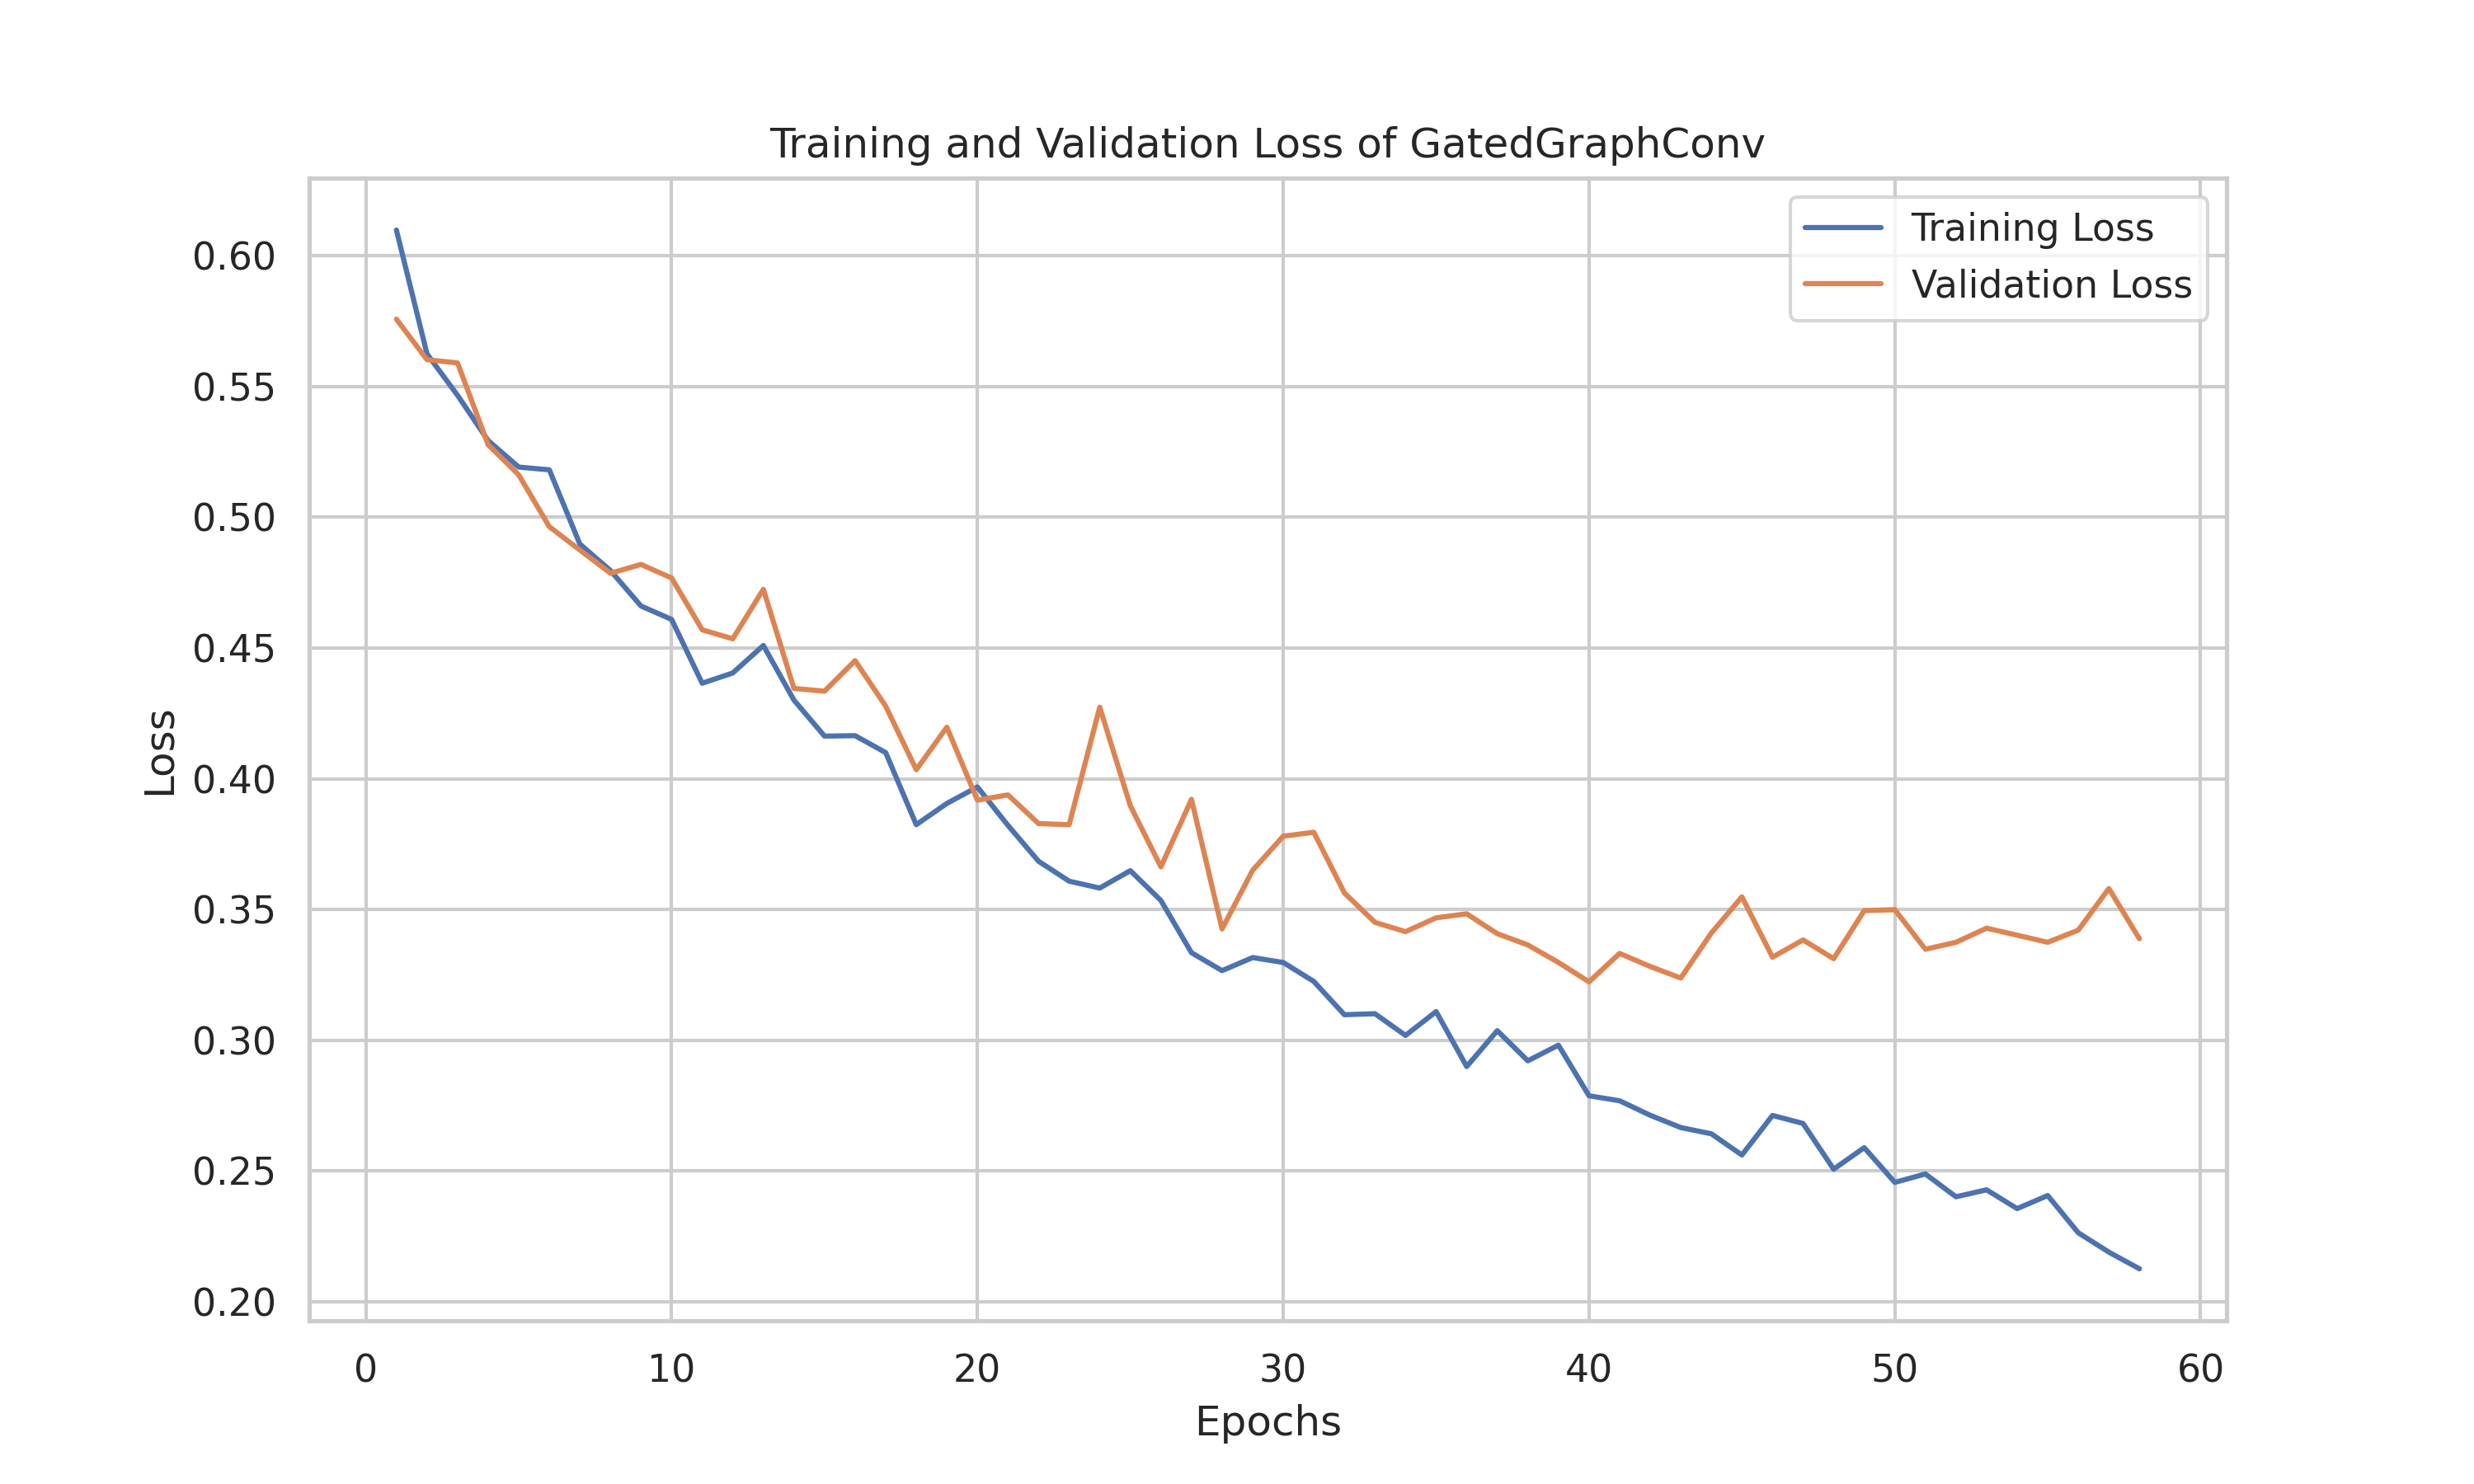 Training and Validation Loss of GatedGraphConv
Training Loss
Validation Loss
0.60
0.55
0.50
0.45
0.40
0.35
0.30
0.25
0.20
Loss
0 10 20 30 40 50 60
Epochs